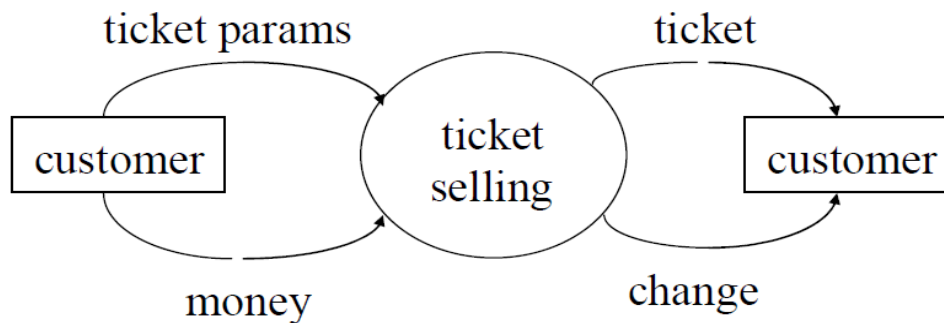 ticket params
ticket
customer
ticket
selling
customer
money
change